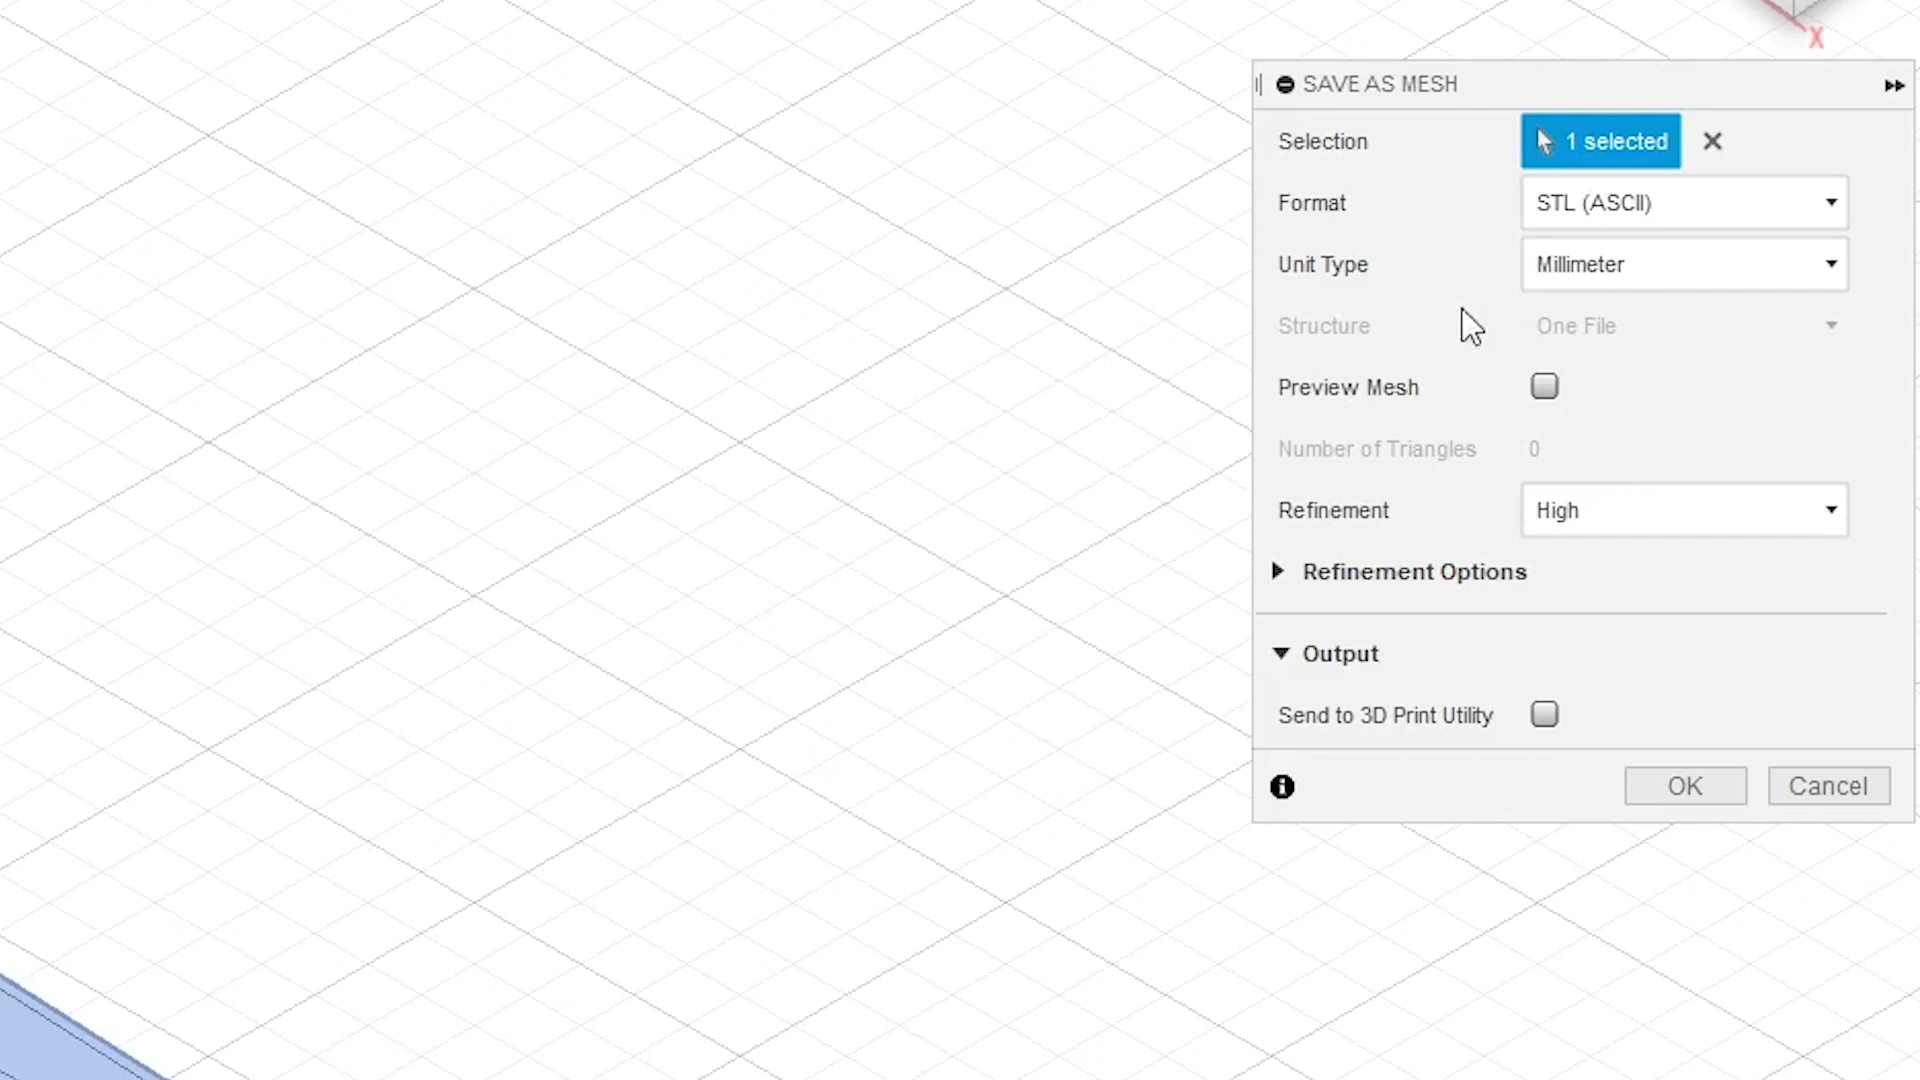 X
SAVE AS MESH
Selection 1 selected
Format STL (ASCII)
Unit Type Millimeter
Structure One File
Preview Mesh
Number of Triangles 0
Refinement High
Refinement Options
Output
Send to 3D Print Utility
OK Cancel